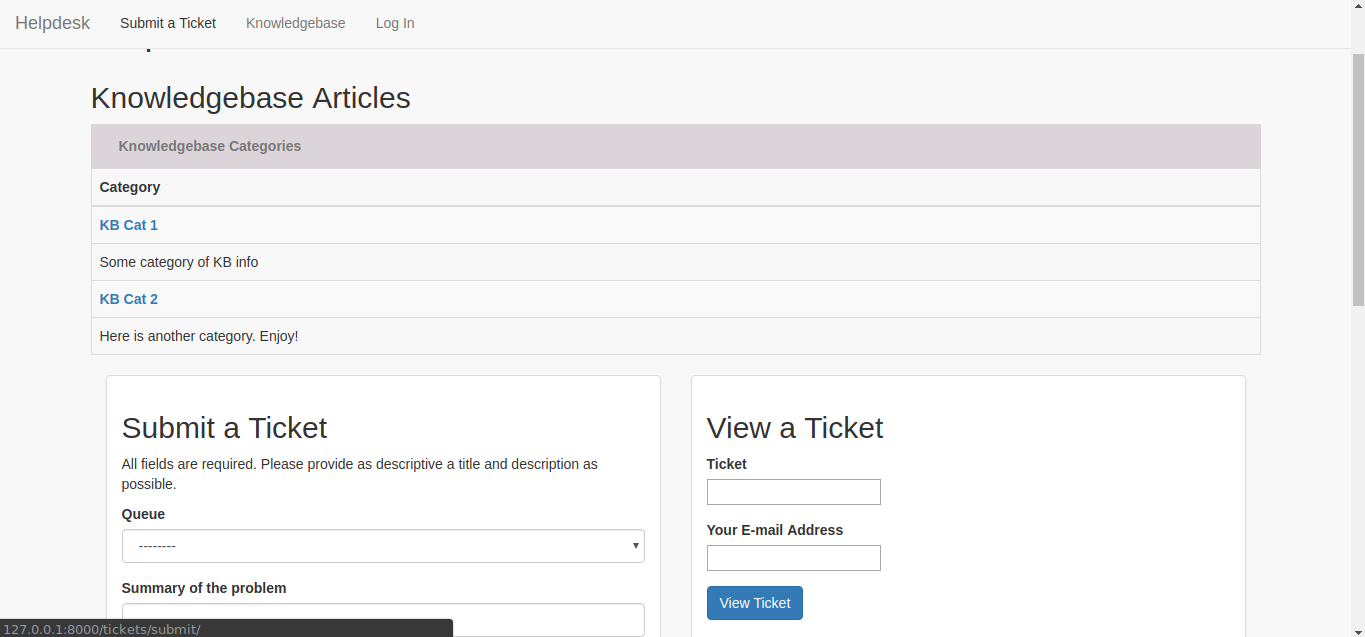 Helpdesk Submit a Ticket Knowledgebase Log In
Knowledgebase Articles
Knowledgebase Categories
Category
KB Cat 1
Some category of KB info
KB Cat 2
Here is another category. Enjoy!
Submit a Ticket
All fields are required. Please provide as descriptive a title and description as
possible.
Queue
--------
Summary of the problem
View a Ticket
Ticket
Your E-mail Address
View Ticket
127.0.0.1:8000/tickets/submit/